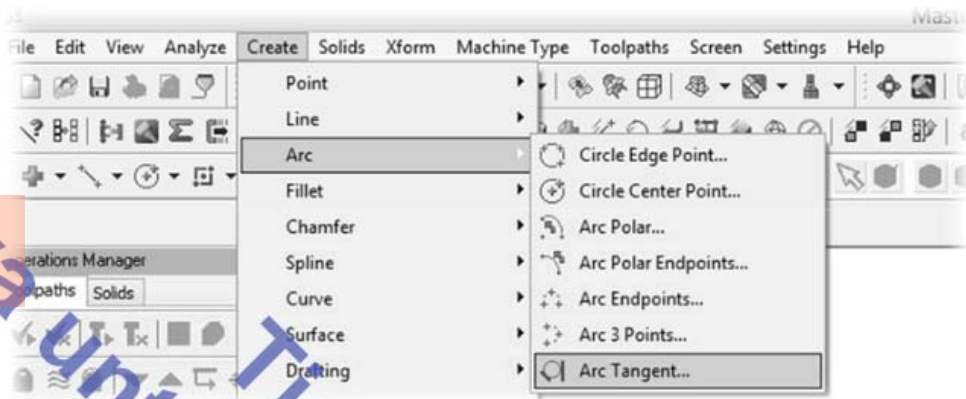 Mast
File Edit View Analyze Create Solids Xform Machine Type Toolpaths Screen Settings Help
Point
Line
Arc
Fillet
Chamfer
Spline
Curve
Surface
Drafting
Circle Edge Point...
Circle Center Point...
Arc Polar...
Arc Polar Endpoints...
Arc Endpoints...
Arc 3 Points...
Arc Tangent...
erations Manager
olpaths Solids